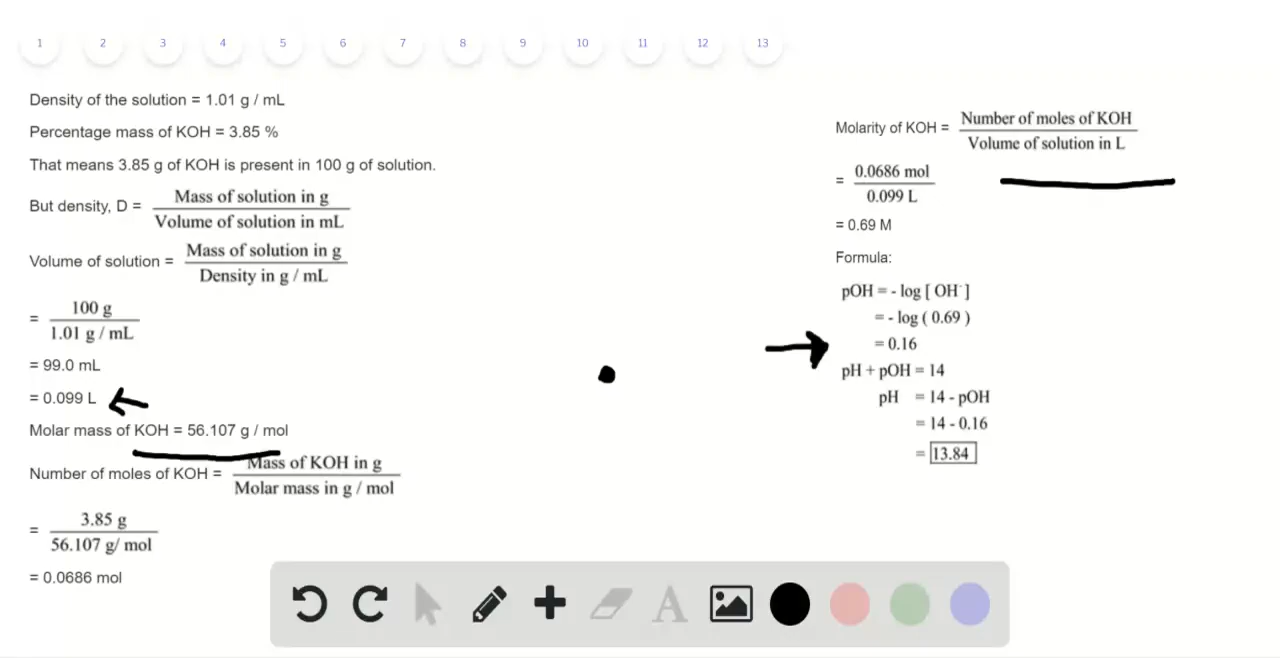 1 2 3 4 5 6 7 8 9 10 11 12 13
Density of the solution = 1.01 g / mL
Percentage mass of KOH = 3.85 %
That means 3.85 g of KOH is present in 100 g of solution.
But density, D = Mass of solution in g
Volume of solution in mL
Volume of solution = Mass of solution in g
Density in g / mL
= 100 g
1.01 g / mL
= 99.0 mL
= 0.099 L
Molar mass of KOH = 56.107 g / mol
Number of moles of KOH = Mass of KOH in g
Molar mass in g / mol
= 3.85 g
56.107 g/ mol
= 0.0686 mol
Molarity of KOH = Number of moles of KOH
Volume of solution in L
= 0.0686 mol
0.099 L
= 0.69 M
Formula:
pOH = - log [ OH⁻ ]
= - log ( 0.69 )
= 0.16
pH + pOH = 14
pH = 14 - pOH
= 14 - 0.16
= 13.84
A